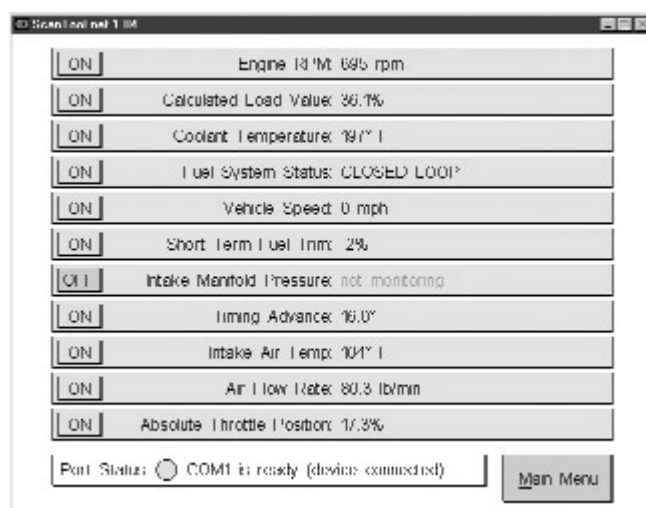 ScanTool.net 1.04
ON Engine RPM: 695 rpm
ON Calculated Load Value: 36.1%
ON Coolant Temperature: 197° F
ON Fuel System Status: CLOSED LOOP
ON Vehicle Speed: 0 mph
ON Short Term Fuel Trim: 2%
OFF Intake Manifold Pressure: not monitoring
ON Timing Advance: 16.0°
ON Intake Air Temp: 104° F
ON Air Flow Rate: 80.3 lb/min
ON Absolute Throttle Position: 17.3%
Port Status: COM1 is ready (device connected)
Main Menu